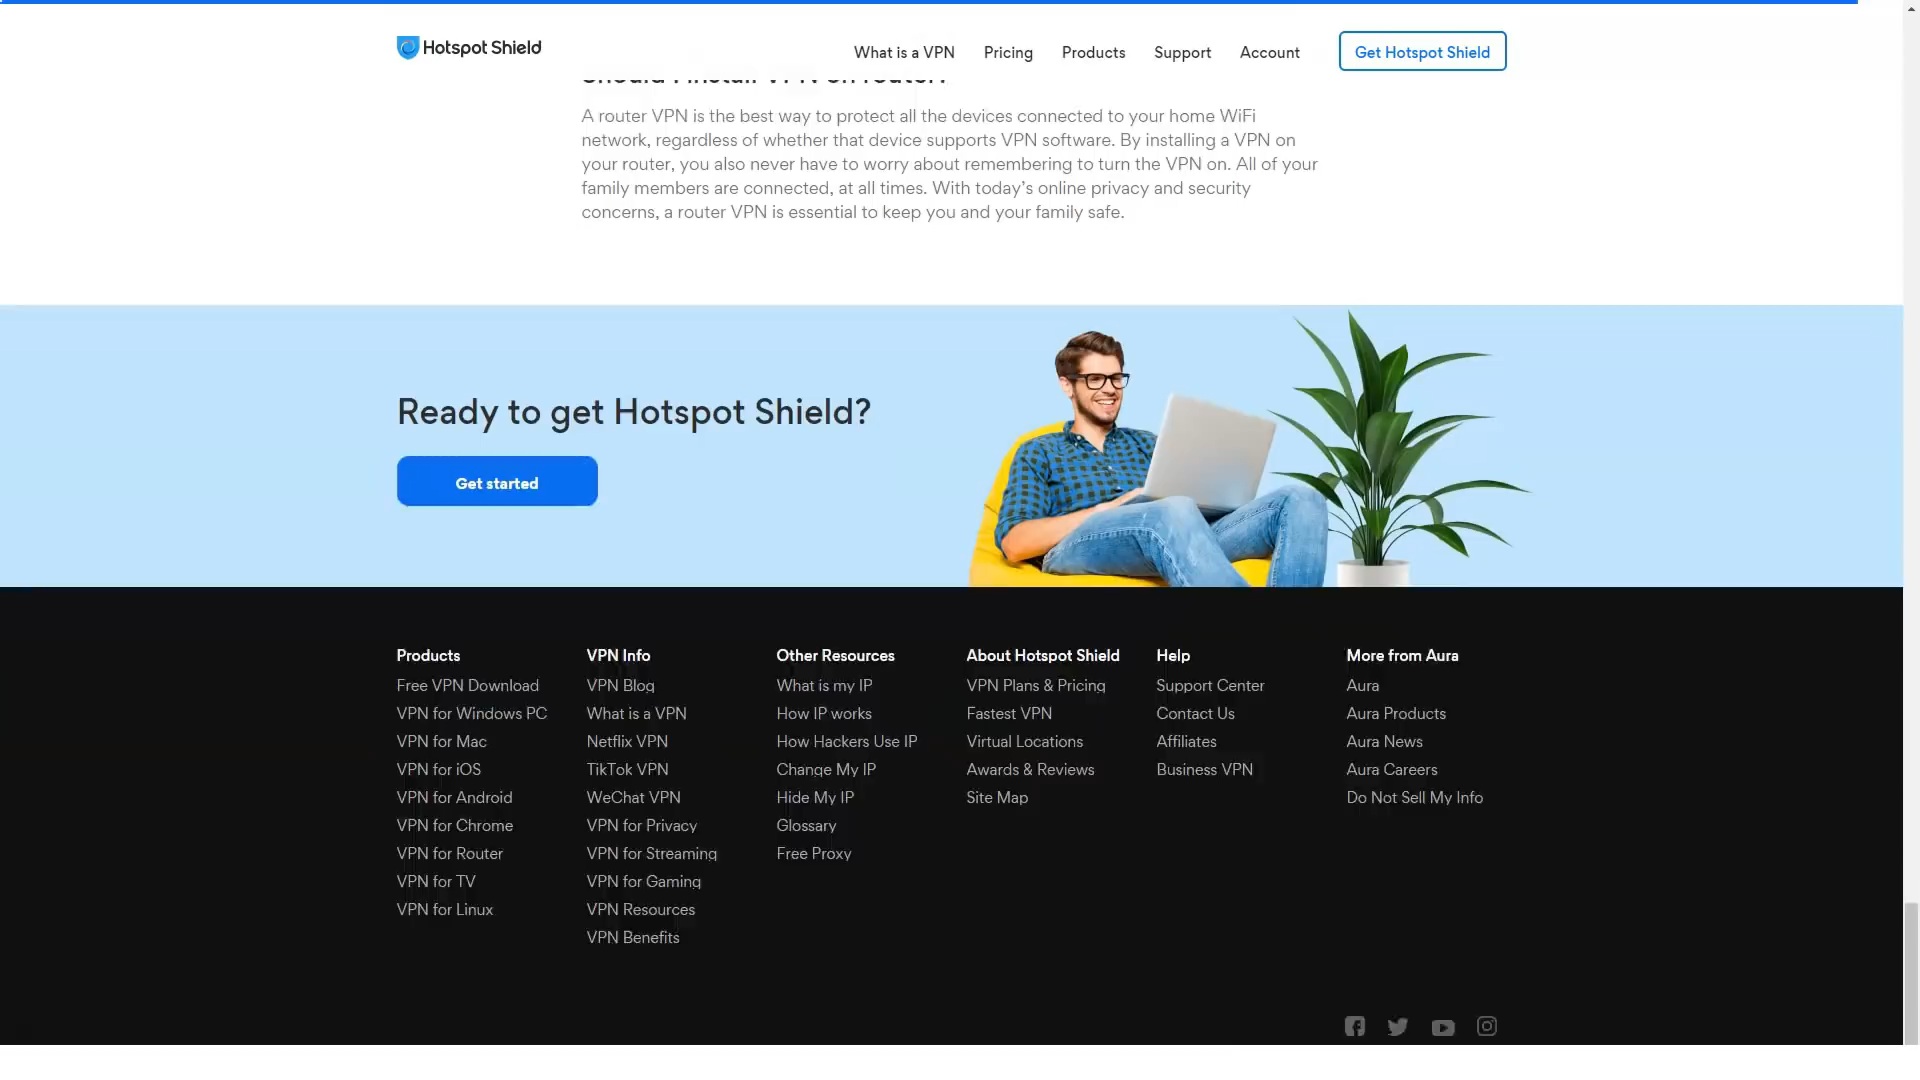 Hotspot Shield
What is a VPN
Pricing
Products
Support
Account
Get Hotspot Shield
Should I install VPN on router?
A router VPN is the best way to protect all the devices connected to your home WiFi
network, regardless of whether that device supports VPN software. By installing a VPN on
your router, you also never have to worry about remembering to turn the VPN on. All of your
family members are connected, at all times. With today’s online privacy and security
concerns, a router VPN is essential to keep you and your family safe.
Ready to get Hotspot Shield?
Get started
Products
Free VPN Download
VPN for Windows PC
VPN for Mac
VPN for iOS
VPN for Android
VPN for Chrome
VPN for Router
VPN for TV
VPN for Linux
VPN Info
VPN Blog
What is a VPN
Netflix VPN
TikTok VPN
WeChat VPN
VPN for Privacy
VPN for Streaming
VPN for Gaming
VPN Resources
VPN Benefits
Other Resources
What is my IP
How IP works
How Hackers Use IP
Change My IP
Hide My IP
Glossary
Free Proxy
About Hotspot Shield
VPN Plans & Pricing
Fastest VPN
Virtual Locations
Awards & Reviews
Site Map
Help
Support Center
Contact Us
Affiliates
Business VPN
More from Aura
Aura
Aura Products
Aura News
Aura Careers
Do Not Sell My Info